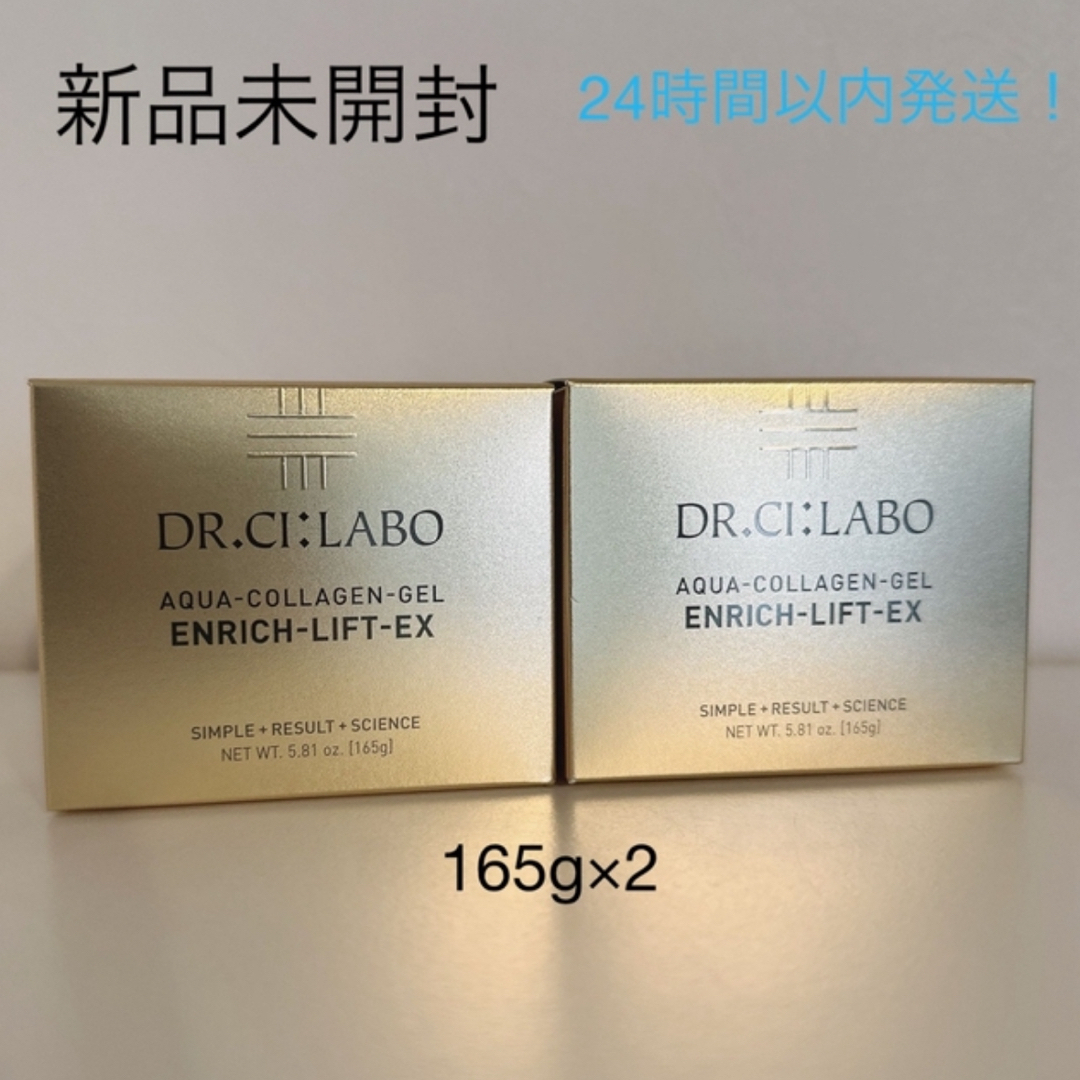 新品未開封
24時間以内発送！
DR.CI:LABO
AQUA-COLLAGEN-GEL
ENRICH-LIFT-EX
SIMPLE+RESULT+SCIENCE
NET WT. 5.81 oz. [165g]
DR.CI:LABO
AQUA-COLLAGEN-GEL
ENRICH-LIFT-EX
SIMPLE+RESULT+SCIENCE
NET WT. 5.81 oz. [165g]
165g×2